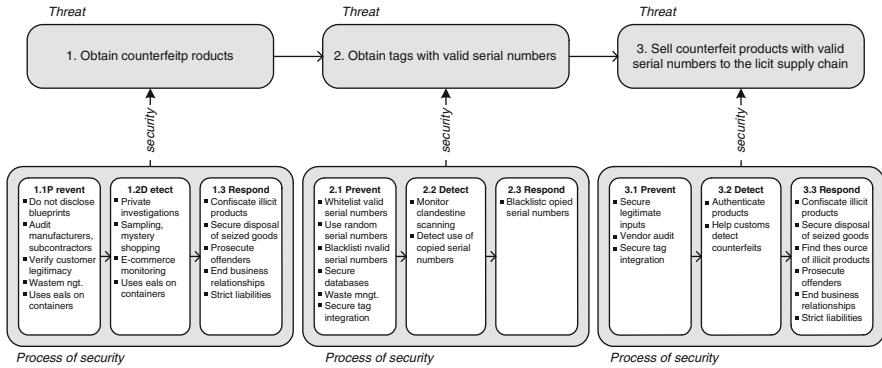 Threat
Threat
Threat
1. Obtain counterfeitp roducts
2. Obtain tags with valid serial numbers
3. Sell counterfeit products with valid
serial numbers to the licit supply chain
security
security
security
1.1P revent
Do not disclose
blueprints
Audit
manufacturers,
subcontractors
Verify customer
legitimacy
Wastem ngt.
Uses eals on
containers
1.2D etect
Private
investigations
Sampling,
mystery
shopping
E-commerce
monitoring
Uses eals on
containers
1.3 Respond
Confiscate illicit
products
Secure disposal
of seized goods
Prosecute
offenders
End business
relationships
Strict liabilities
2.1 Prevent
Whitelist valid
serial numbers
Use random
serial numbers
Blacklisti nvalid
serial numbers
Secure
databases
Waste mngt.
Secure tag
integration
2.2 Detect
Monitor
clandestine
scanning
Detect use of
copied serial
numbers
2.3 Respond
Blacklistc opied
serial numbers
3.1 Prevent
Secure
legitimate
inputs
Vendor audit
Secure tag
integration
3.2 Detect
Authenticate
products
Help customs
detect
counterfeits
3.3 Respond
Confiscate illicit
products
Secure disposal
of seized goods
Find thes ource
of illicit products
Prosecute
offenders
End business
relationships
Strict liabilities
Process of security
Process of security
Process of security